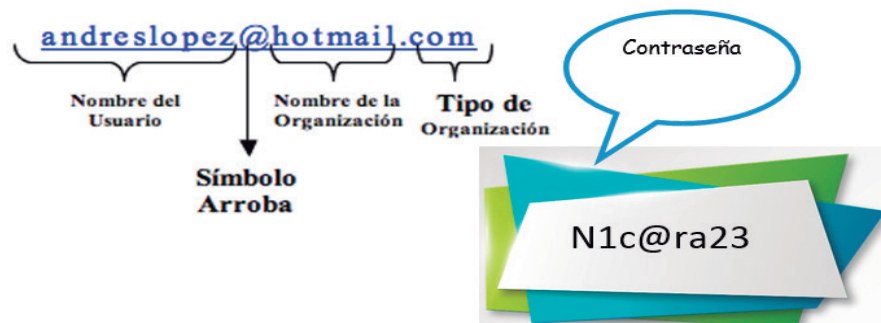 andreslopez@hotmail.com
Nombre del
Usuario
Nombre de la
Organización
Tipo de
Organización
Símbolo
Arroba
Contraseña
N1c@ra23